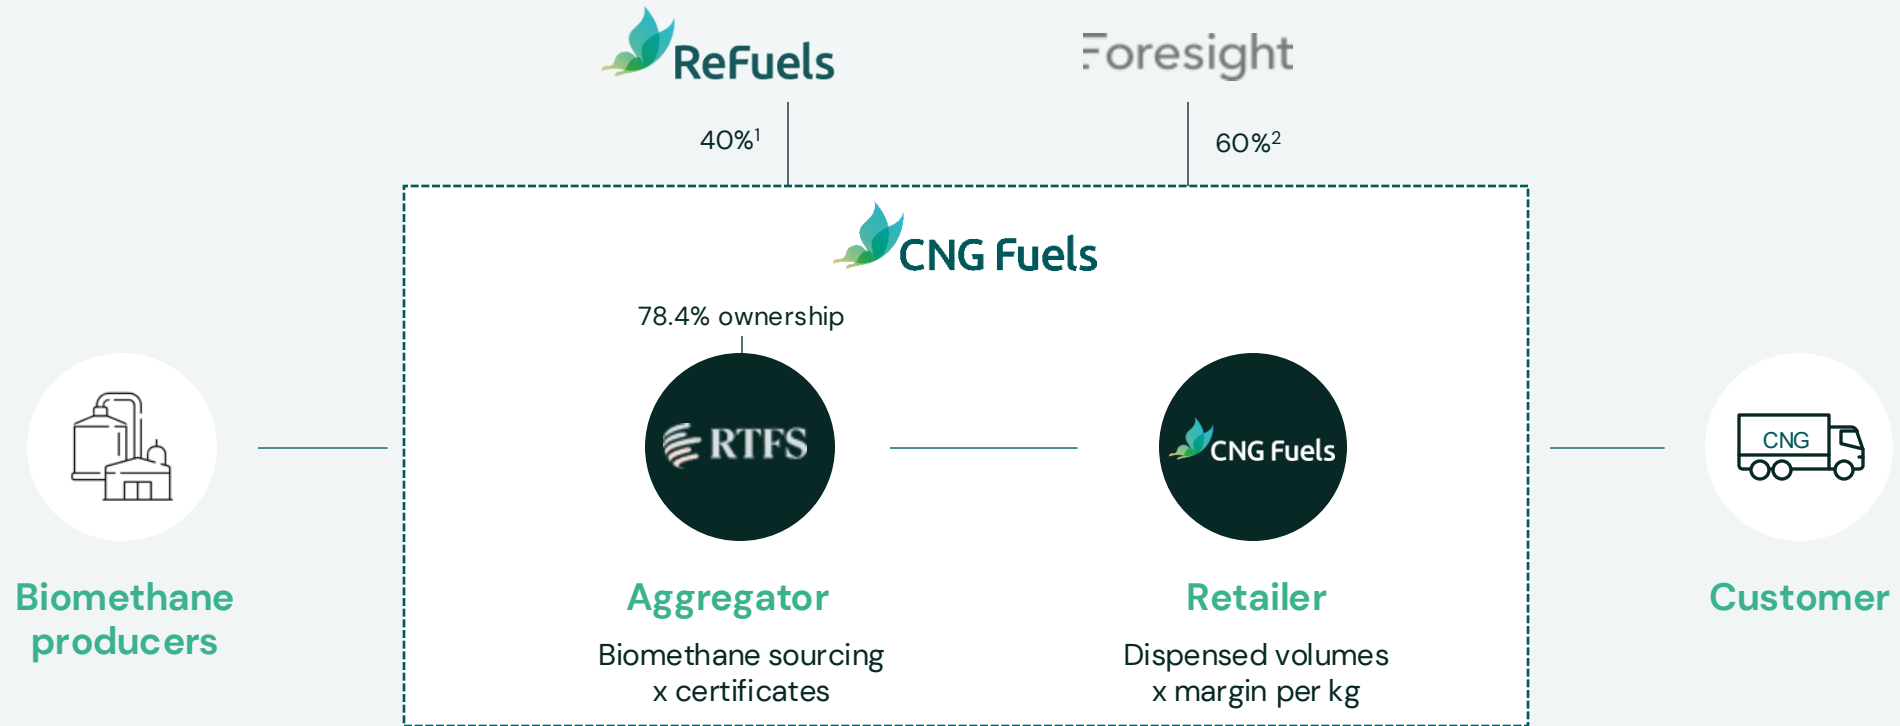 ReFuels
Foresight
40%¹
60%²
CNG Fuels
78.4% ownership
RTFS
CNG Fuels
CNG
Biomethane
producers
Aggregator
Biomethane sourcing
x certificates
Retailer
Dispensed volumes
x margin per kg
Customer